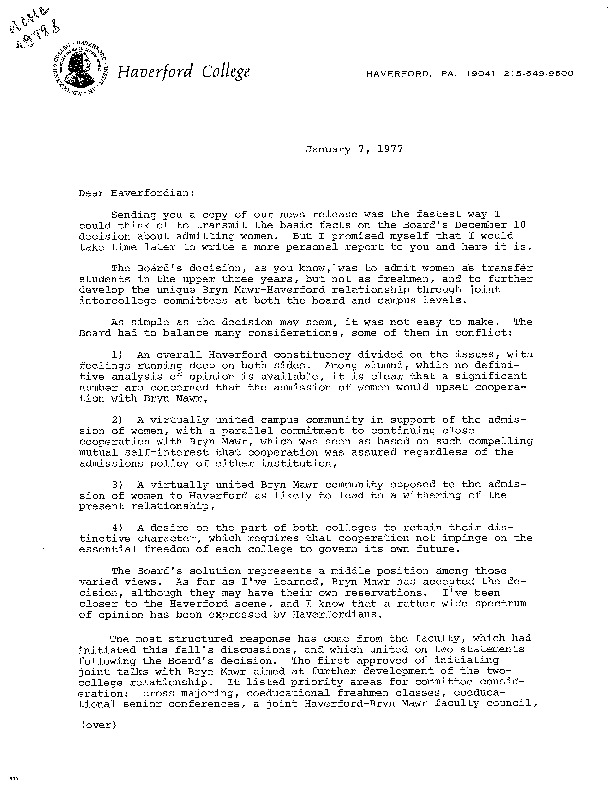 49788
Haverford College
HAVERFORD, PA. 19041 215-649-9600
January 7, 1977
Dear Haverfordian:
Sending you a copy of our news release was the fastest way I
could think of to transmit the basic facts on the Board's December 10
decision about admitting women. But I promised myself that I would
take time later to write a more personal report to you and here it is.
The Board's decision, as you know, was to admit women as transfer
students in the upper three years, but not as freshmen, and to further
develop the unique Bryn Mawr-Haverford relationship through joint
intercollege committees at both the board and campus levels.
As simple as the decision may seem, it was not easy to make. The
Board had to balance many considerations, some of them in conflict:
1) An overall Haverford constituency divided on the issues, with
feelings running deep on both sides. Among alumni, while no defini-
tive analysis of opinion is available, it is clear that a significant
number are concerned that the admission of women would upset coopera-
tion with Bryn Mawr,
2) A virtually united campus community in support of the admis-
sion of women, with a parallel commitment to continuing close
cooperation with Bryn Mawr, which was seen as based on such compelling
mutual self-interest that cooperation was assured regardless of the
admissions policy of either institution,
3) A virtually united Bryn Mawr community opposed to the admis-
sion of women to Haverford as likely to lead to a withering of the
present relationship,
4) A desire on the part of both colleges to retain their dis-
tinctive character, which requires that cooperation not impinge on the
essential freedom of each college to govern its own future.
The Board's solution represents a middle position among those
varied views. As far as I've learned, Bryn Mawr has accepted the de-
cision, although they may have their own reservations. I've been
closer to the Haverford scene, and I know that a rather wide spectrum
of opinion has been expressed by Haverfordians.
The most structured response has come from the faculty, which had
initiated this fall's discussions, and which united on two statements
following the Board's decision. The first approved of initiating
joint talks with Bryn Mawr aimed at further development of the two-
college relationship. It listed priority areas for committee consid-
eration: cross majoring, coeducational freshmen classes, coeduca-
tional senior conferences, a joint Haverford-Bryn Mawr faculty council,
(over)